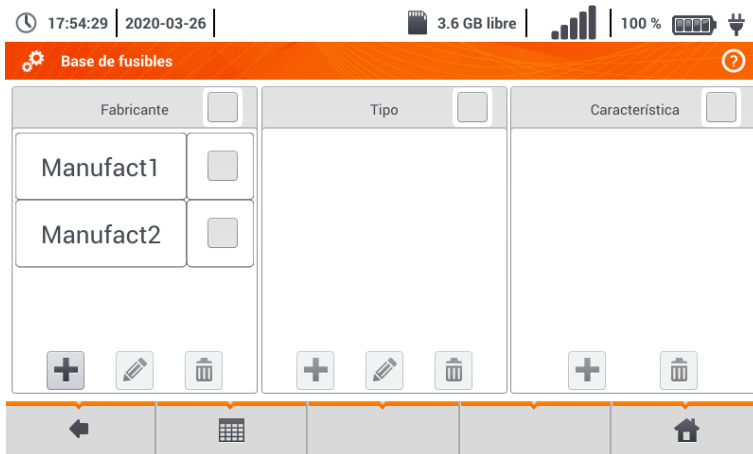 17:54:29 2020-03-26 3.6 GB libre 100 %
Base de fusibles ?
Fabricante Tipo Característica
Manufact1
Manufact2